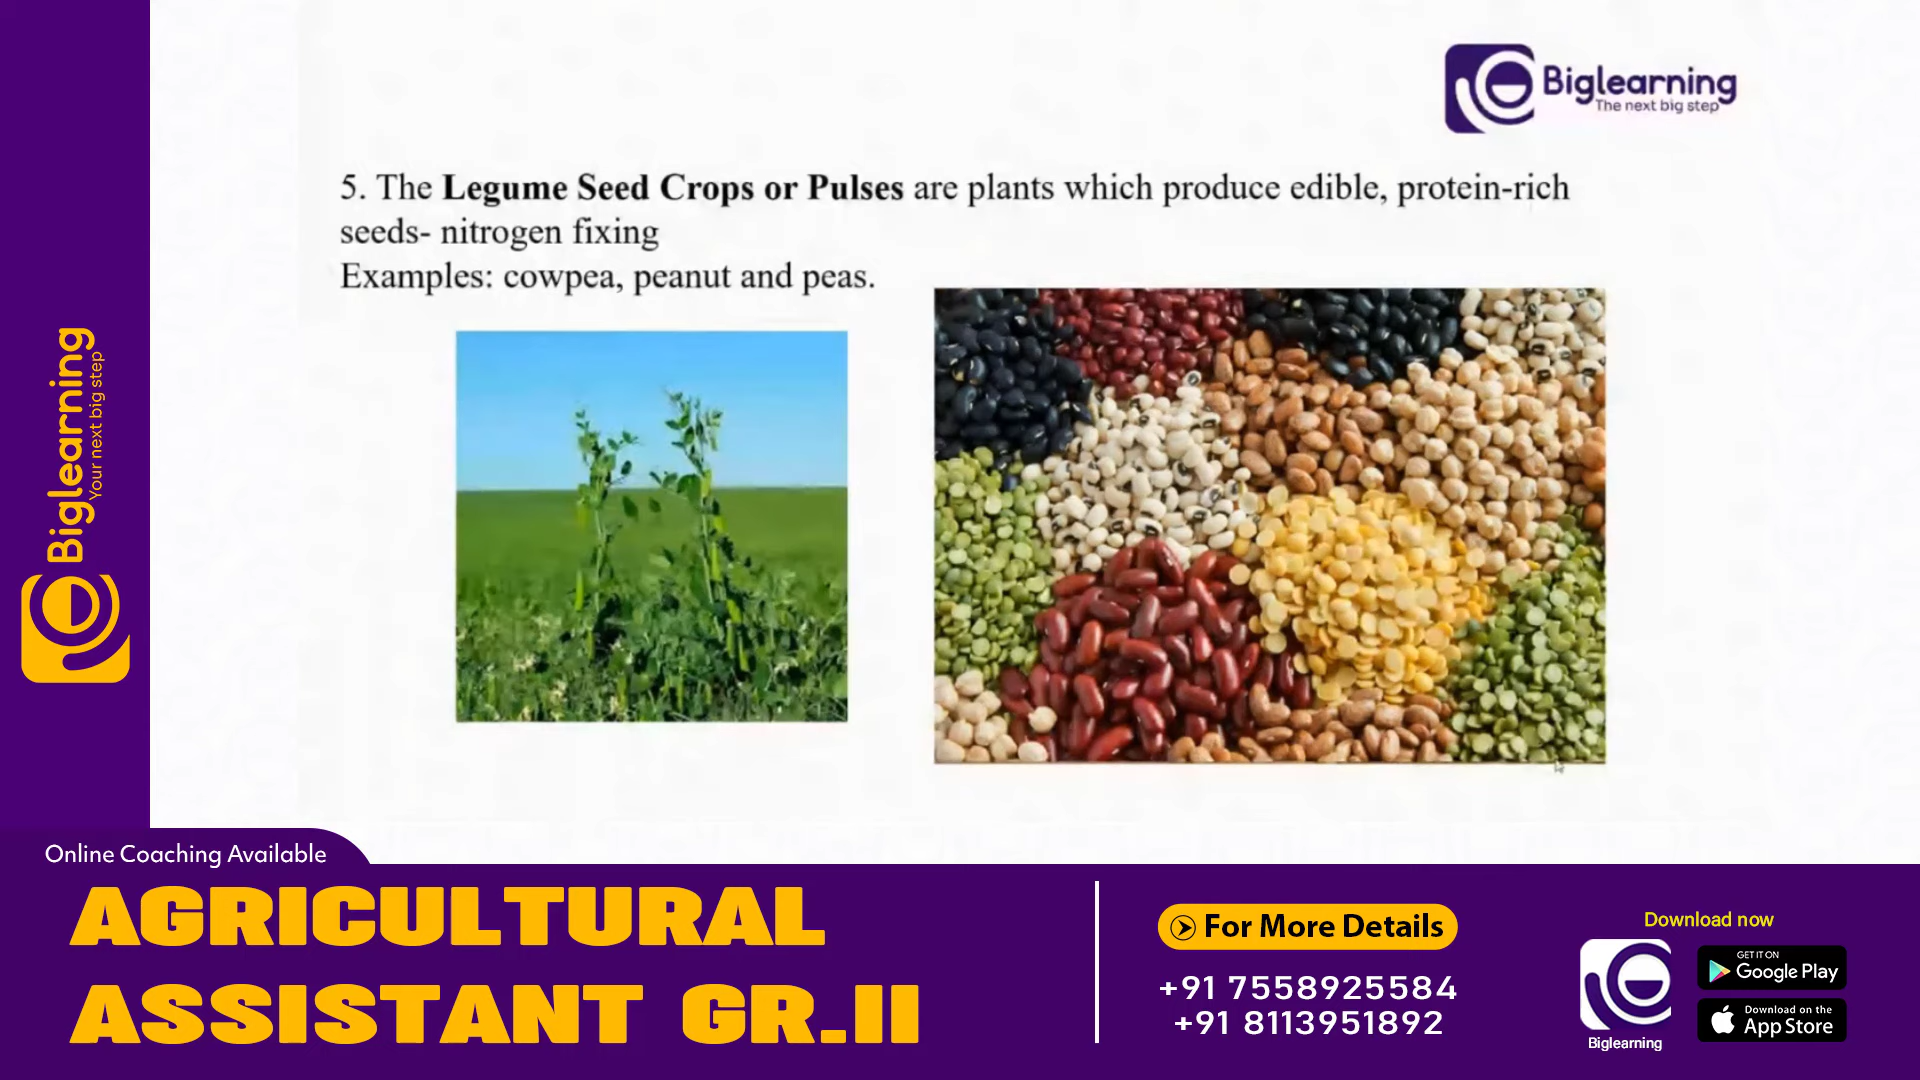 Biglearning
The next big step
5. The Legume Seed Crops or Pulses are plants which produce edible, protein-rich
seeds- nitrogen fixing
Examples: cowpea, peanut and peas.
Biglearning
Your next big step
Online Coaching Available
AGRICULTURAL
ASSISTANT GR.II
For More Details
+91 7558925584
+91 8113951892
Download now
Biglearning
GET IT ON
Google Play
Download on the
App Store